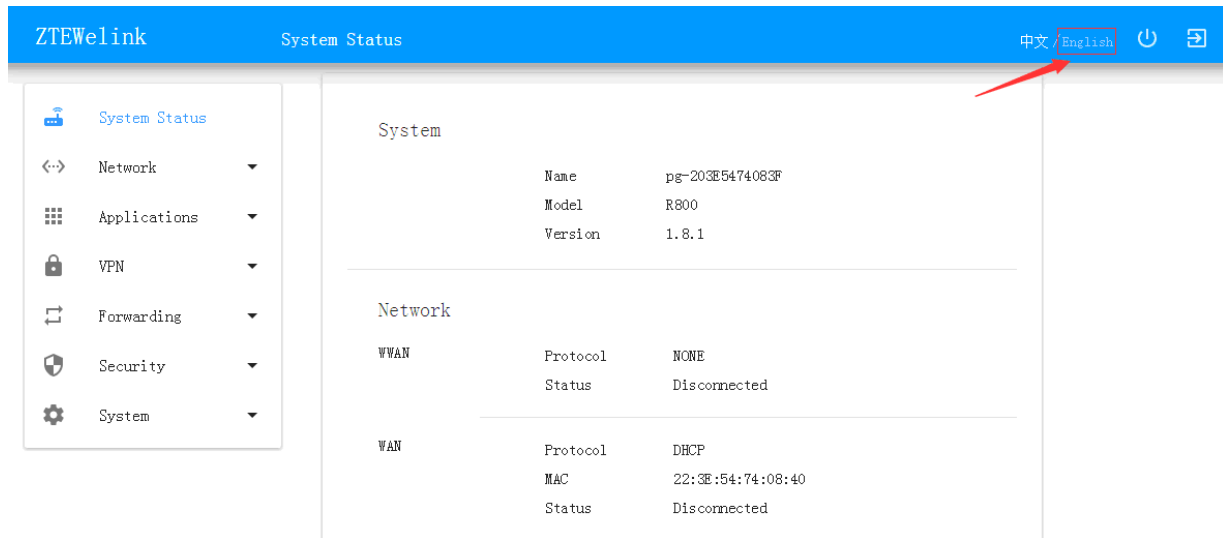 ZTEWelink System Status 中文 / English
System Status
Network
Applications
VPN
Forwarding
Security
System
System
Name pg-203E5474083F
Model R800
Version 1.8.1
Network
WWAN Protocol NONE
Status Disconnected
WAN Protocol DHCP
MAC 22:3E:54:74:08:40
Status Disconnected